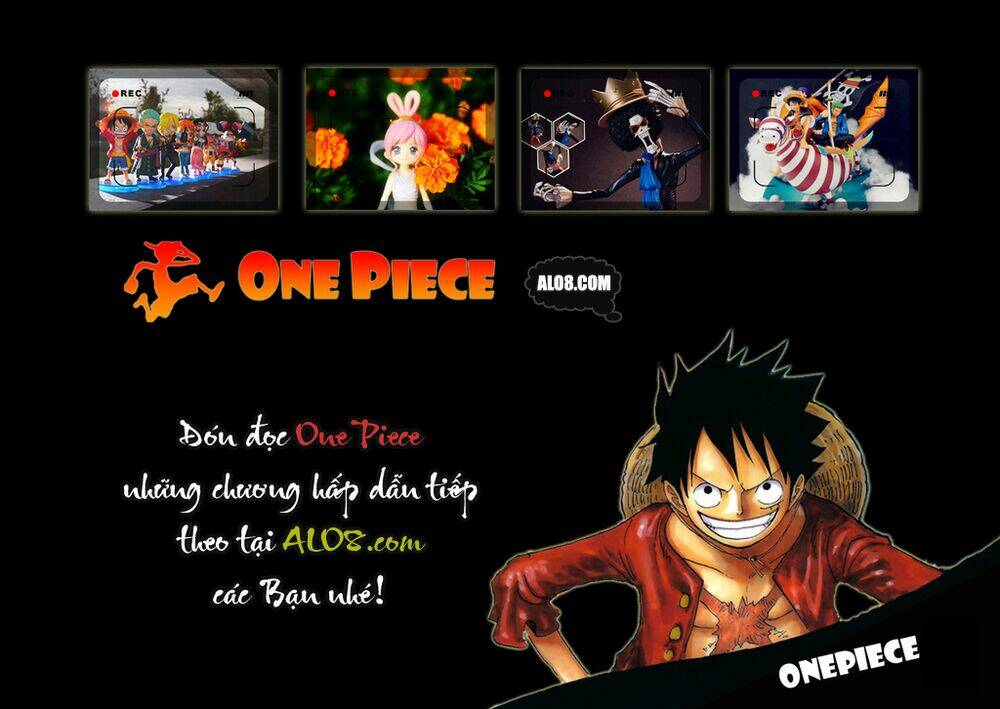 REC
REC
REC
REC
ONE PIECE
ALO8.COM
Đón đọc One Piece
những chương hấp dẫn tiếp
theo tại ALO8.com
các Bạn nhé!
ONEPIECE